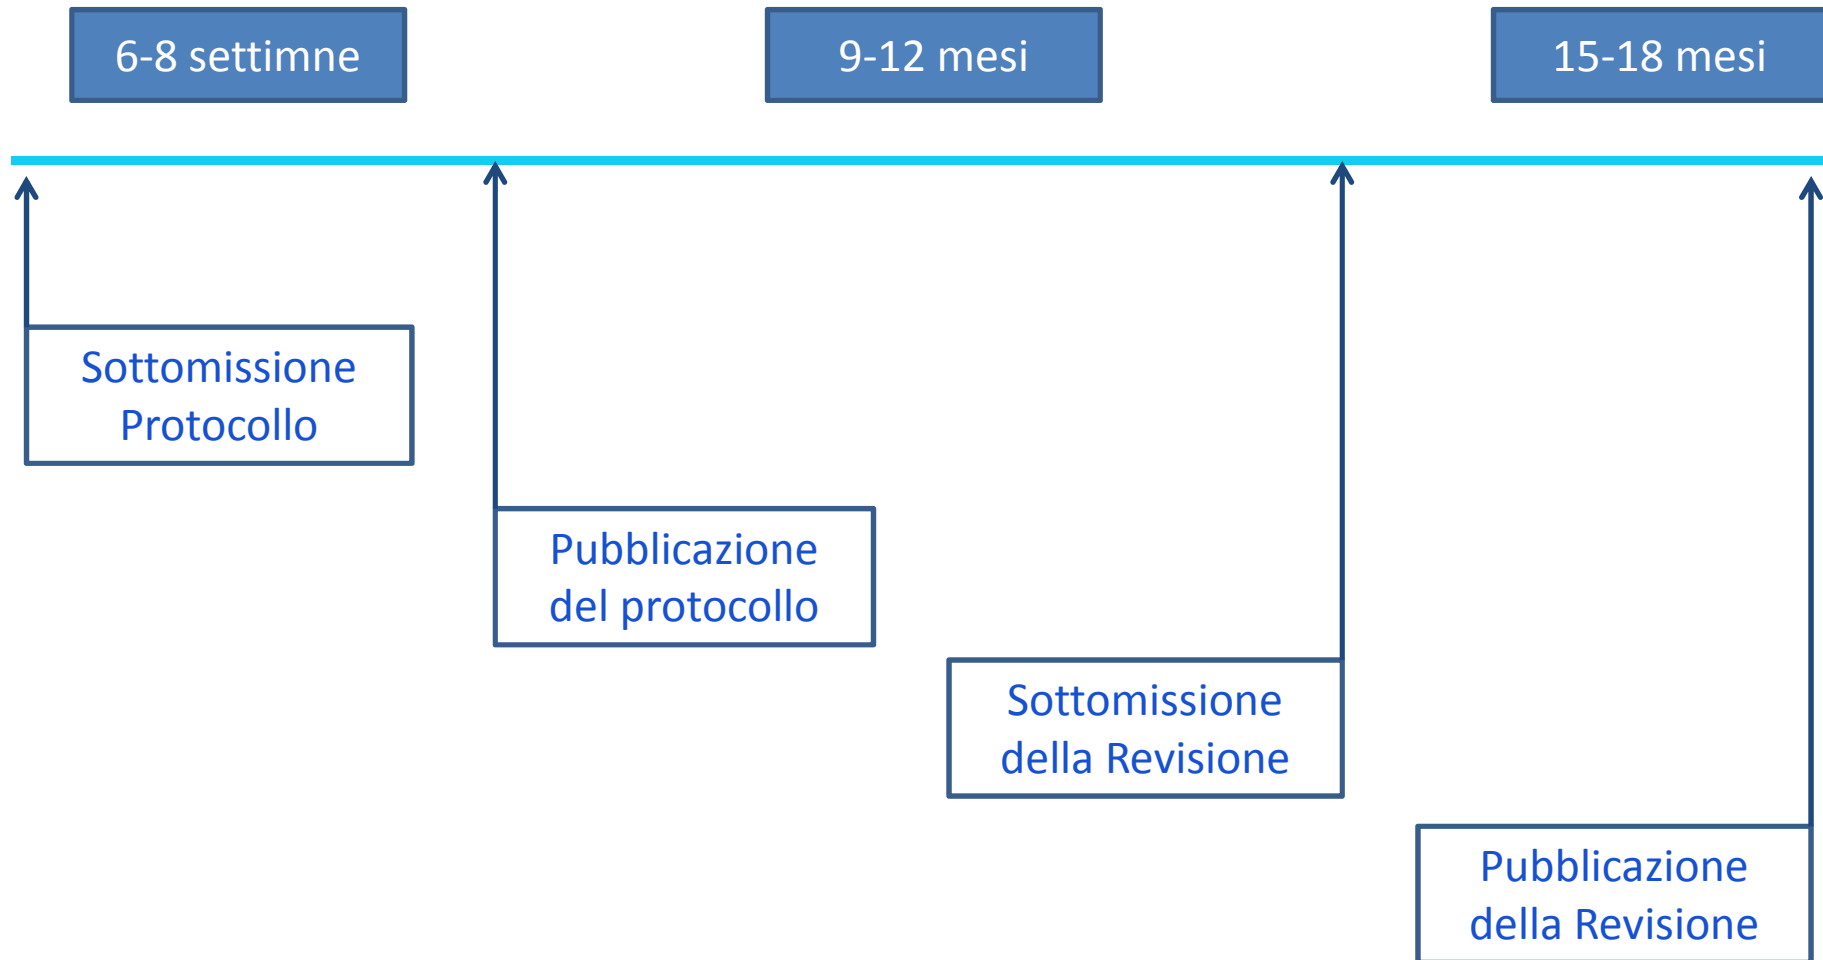 6-8 settimne
9-12 mesi
15-18 mesi
Sottomissione
Protocollo
Pubblicazione
del protocollo
Sottomissione
della Revisione
Pubblicazione
della Revisione